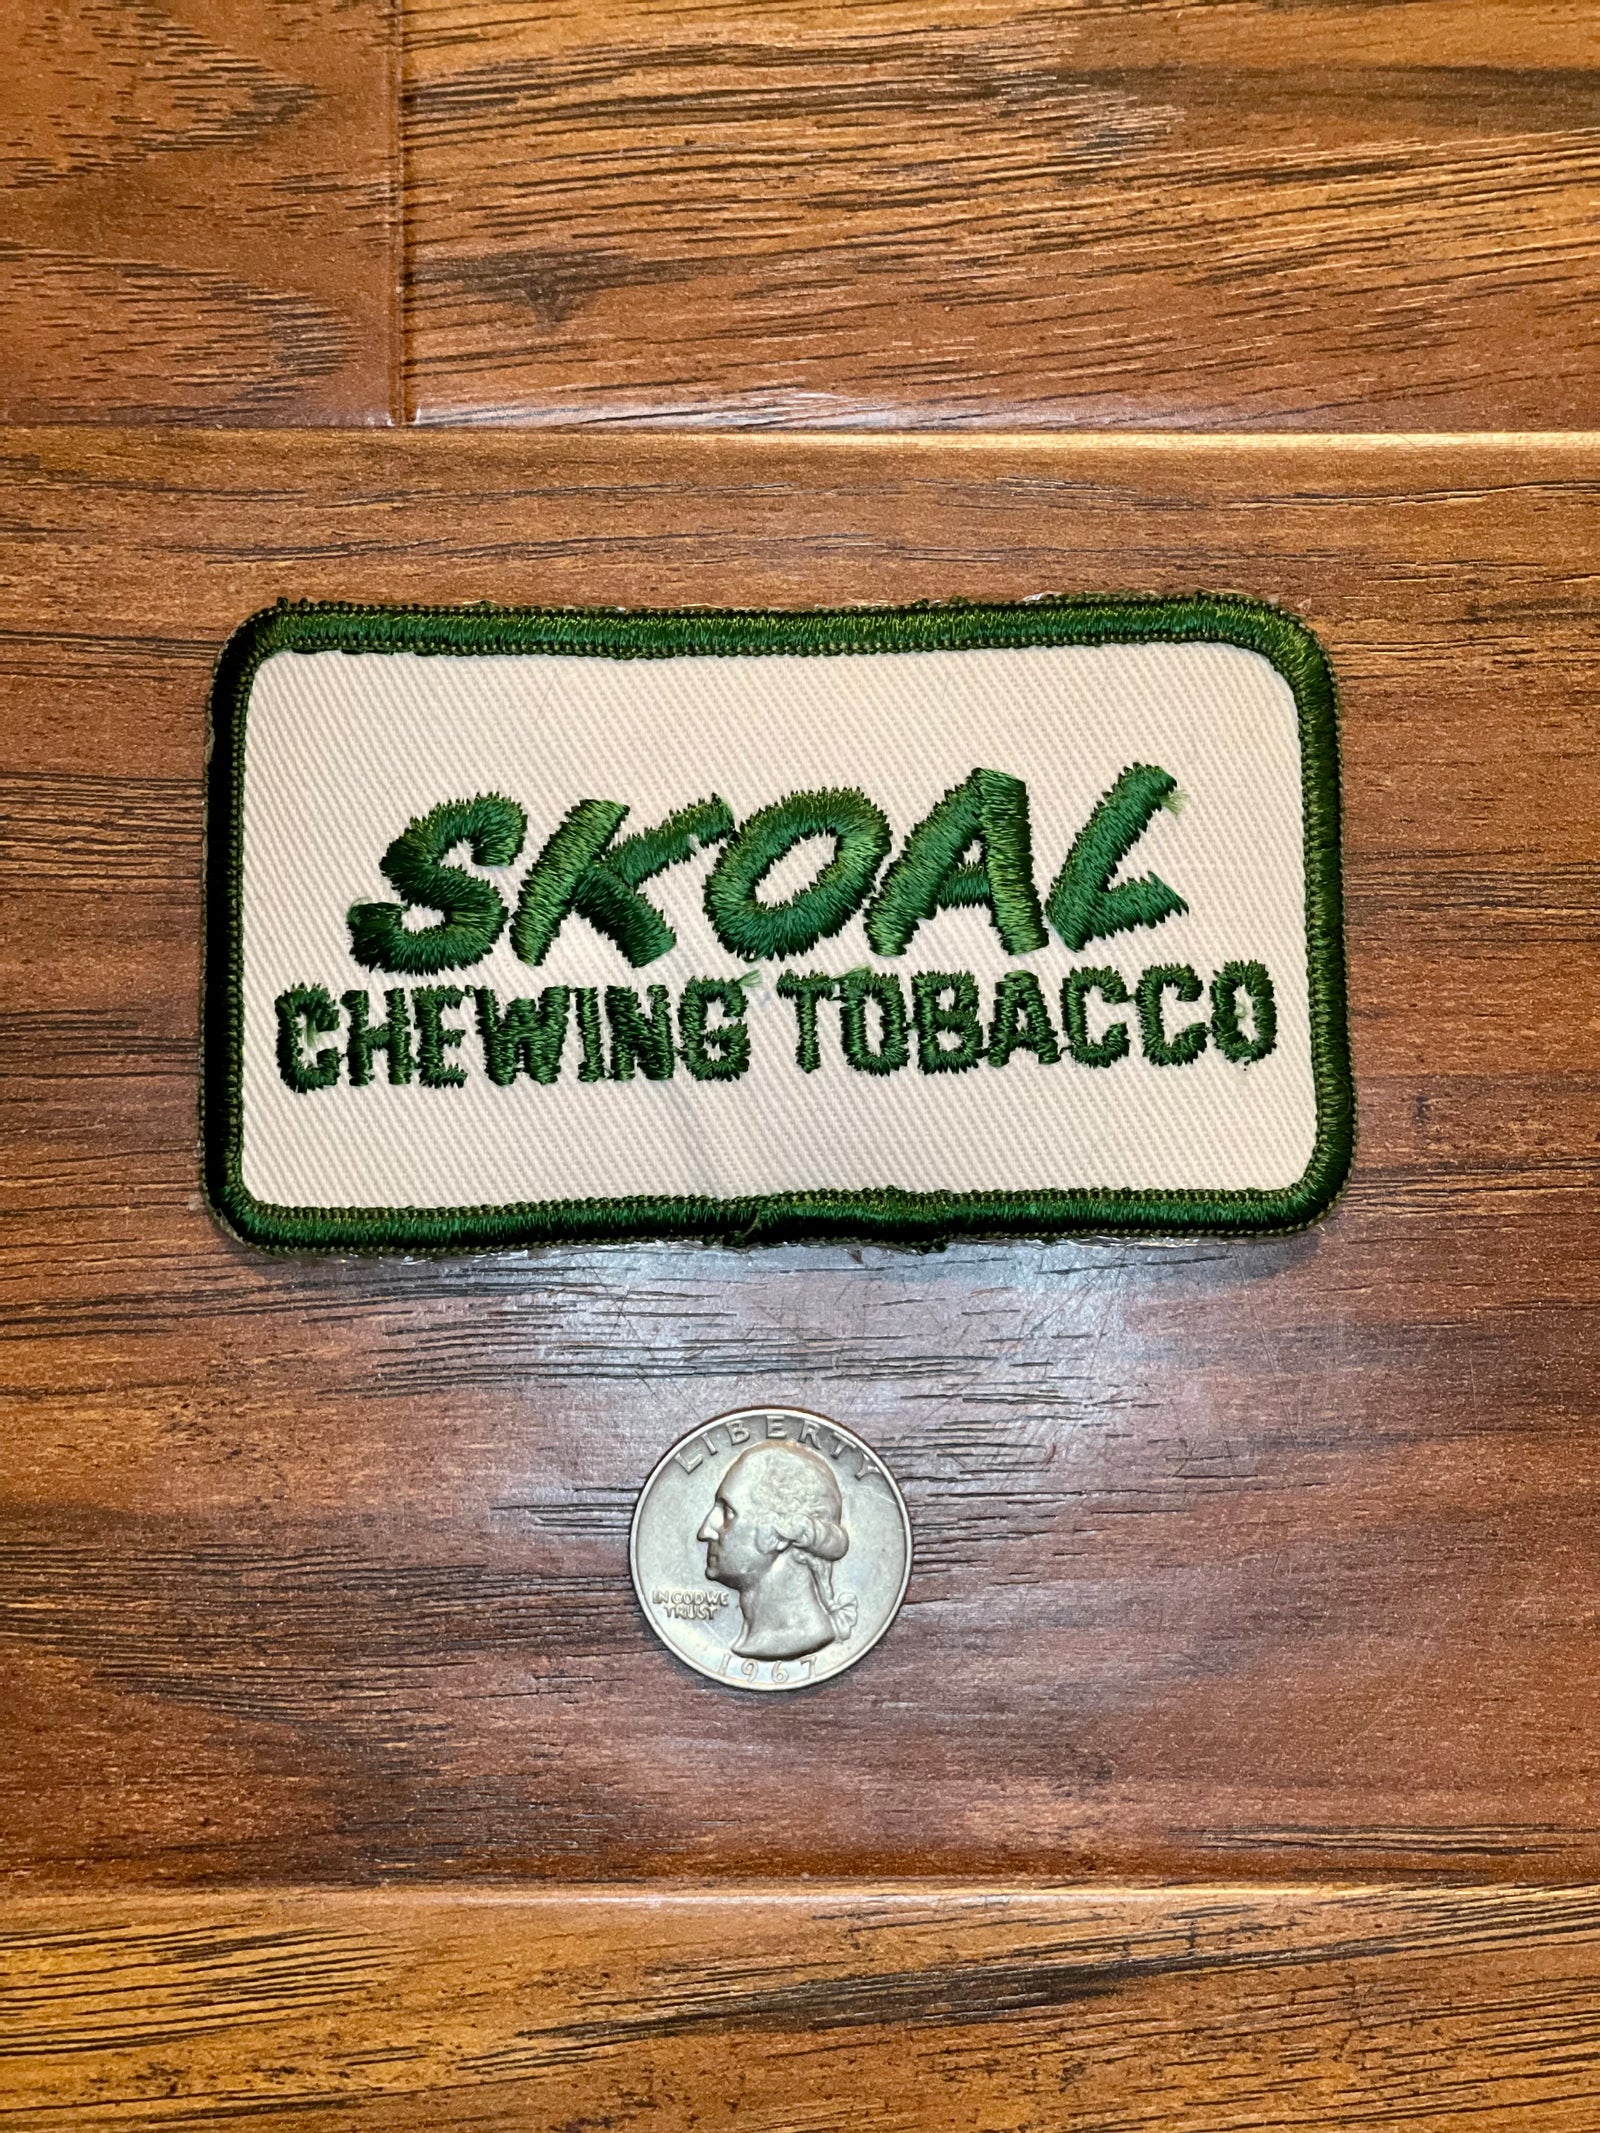 SKOAL
CHEWING TOBACCO
LIBERTY
IN GOD WE
TRUST
1967